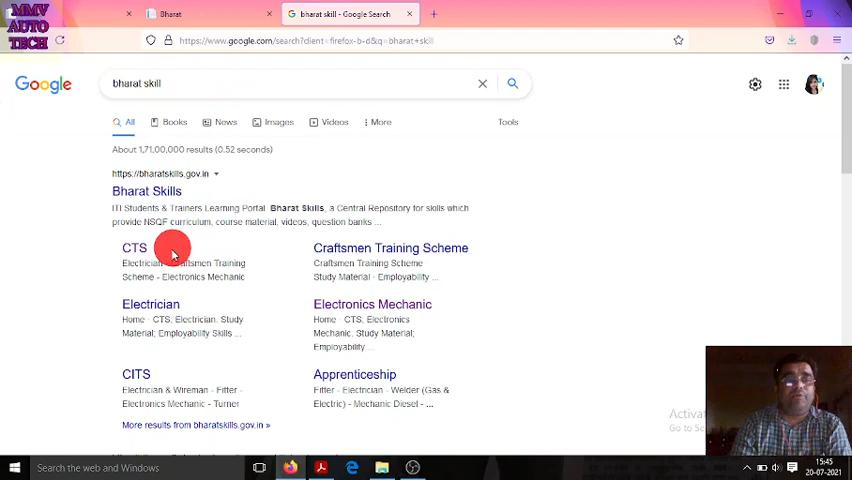 MMV
AUTO
TECH
Bharat
bharat skill - Google Search
https://www.google.com/search?client=firefox-b-d&q=bharat+skill
Google
bharat skill
All Books News Images Videos More Tools
About 1,71,00,000 results (0.52 seconds)
https://bharatskills.gov.in
Bharat Skills
ITI Students & Trainers Learning Portal. Bharat Skills, a Central Repository for skills which
provide NSQF curriculum, course material, videos, question banks ...
CTS
Electrician - Craftsmen Training
Scheme - Electronics Mechanic
Craftsmen Training Scheme
Craftsmen Training Scheme
Study Material · Employability ...
Electrician
Home · CTS; Electrician. Study
Material; Employability Skills ...
Electronics Mechanic
Home · CTS; Electronics
Mechanic. Study Material;
Employability ...
CITS
Electrician & Wireman - Fitter -
Electronics Mechanic - Turner
Apprenticeship
Fitter - Electrician - Welder (Gas &
Electric) - Mechanic Diesel - ...
More results from bharatskills.gov.in »
Activa
Go to Se
Search the web and Windows
15:45
20-07-2021